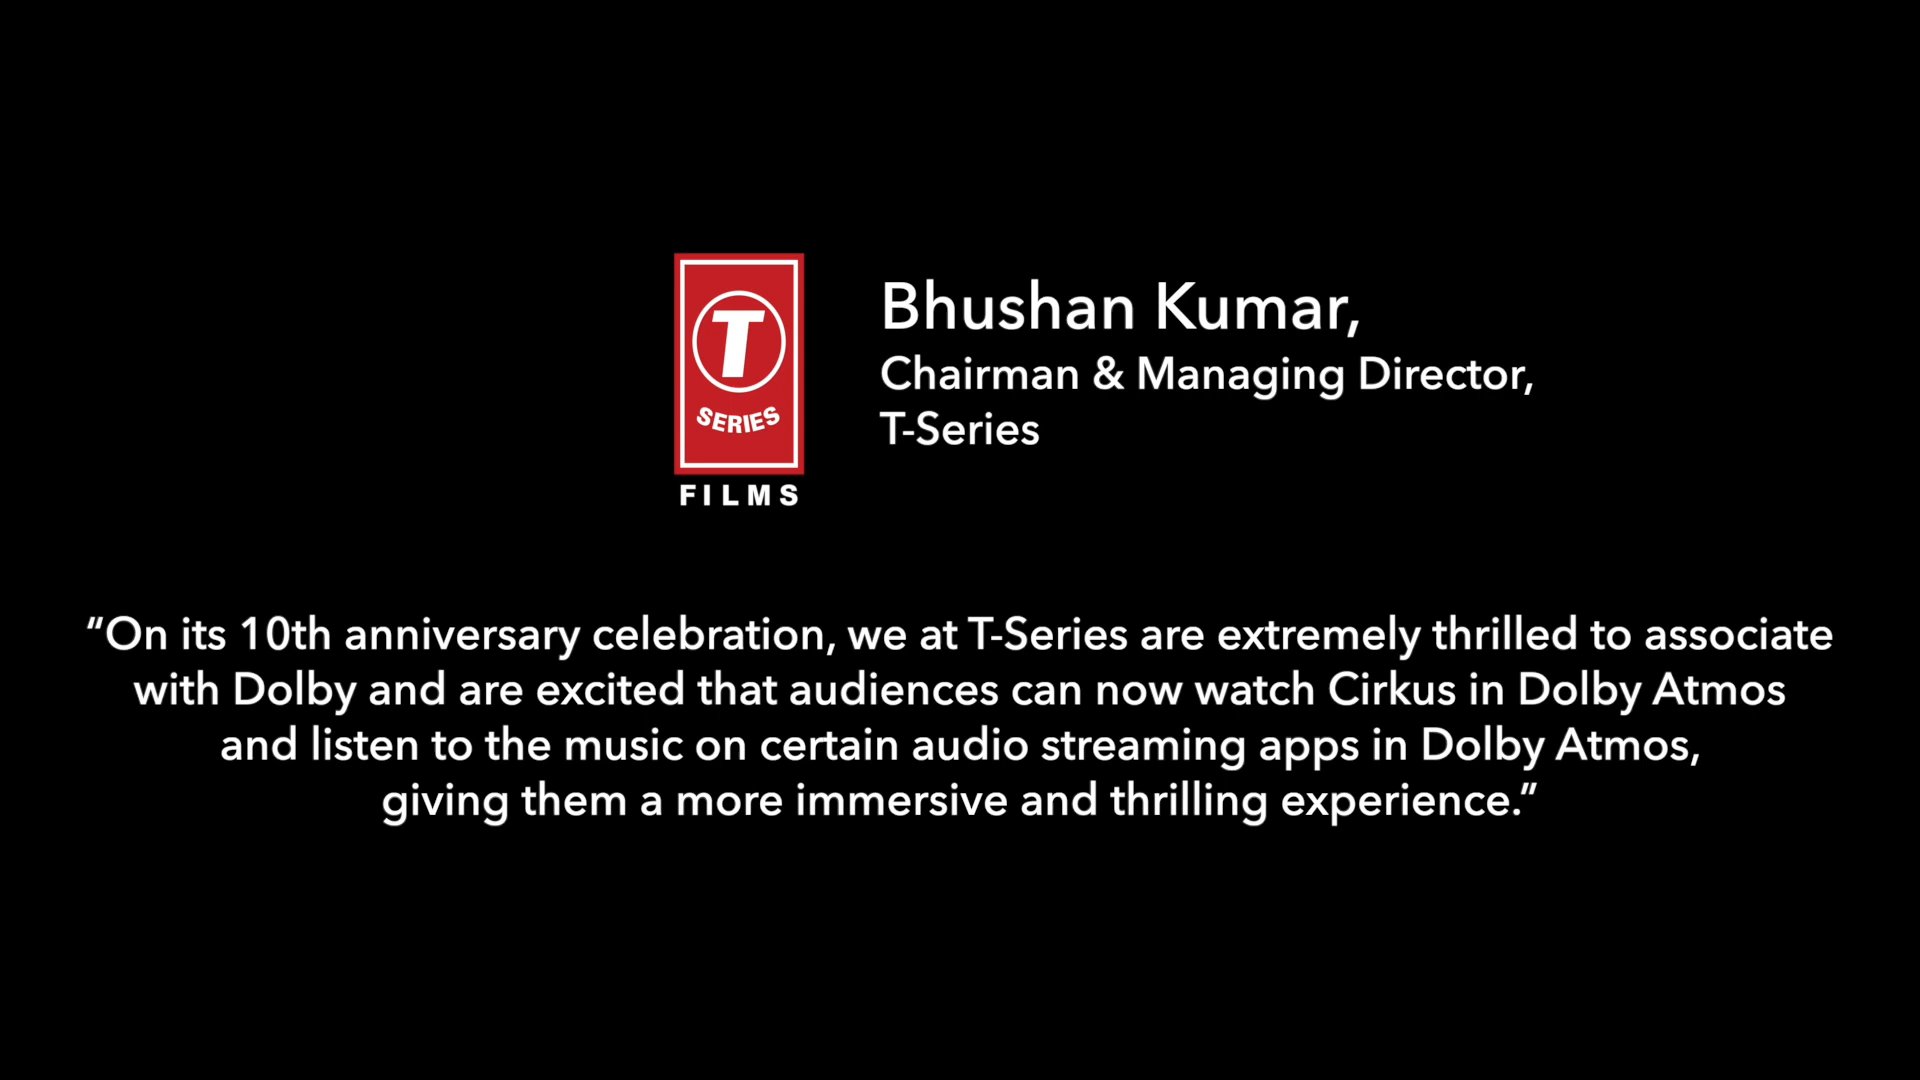 T
SERIES
FILMS
Bhushan Kumar,
Chairman & Managing Director,
T-Series
“On its 10th anniversary celebration, we at T-Series are extremely thrilled to associate
with Dolby and are excited that audiences can now watch Cirkus in Dolby Atmos
and listen to the music on certain audio streaming apps in Dolby Atmos,
giving them a more immersive and thrilling experience.”